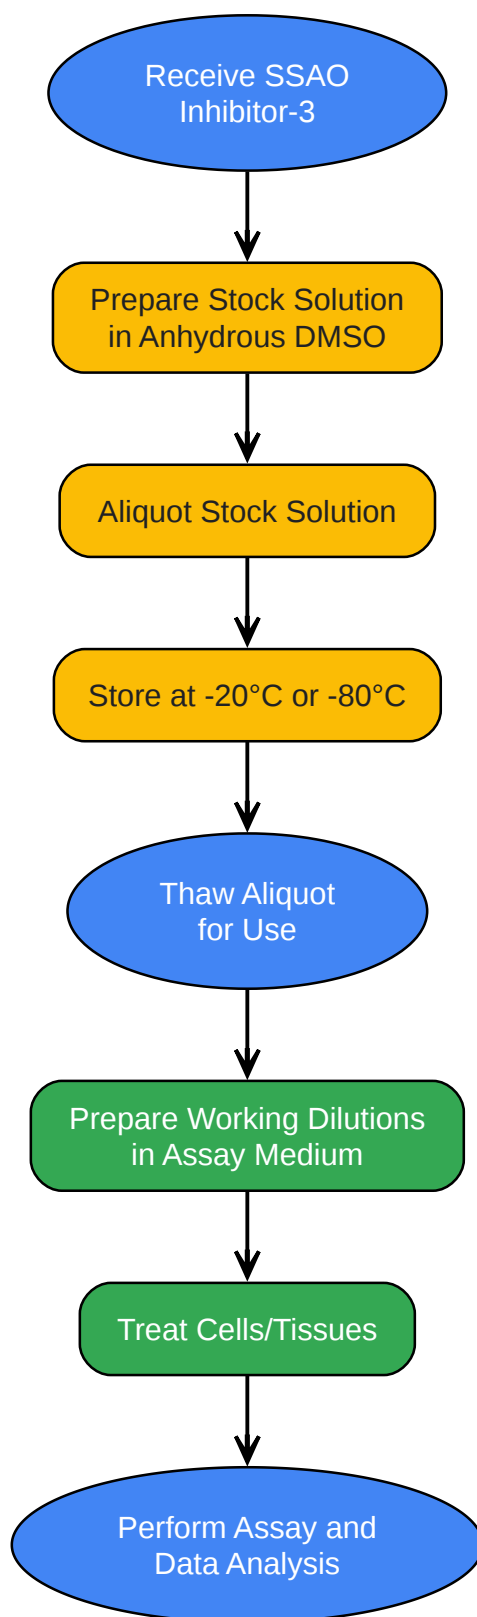 Receive SSAO
Inhibitor-3
Prepare Stock Solution
in Anhydrous DMSO
Aliquot Stock Solution
Store at -20°C or -80°C
Thaw Aliquot
for Use
Prepare Working Dilutions
in Assay Medium
Treat Cells/Tissues
Perform Assay and
Data Analysis